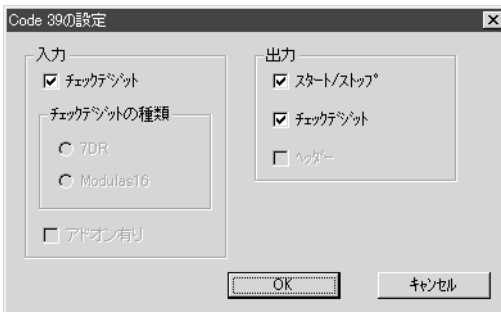 Code 39の設定
入力
ﾁｪｯｸﾃﾞｼﾞｯﾄ
ﾁｪｯｸﾃﾞｼﾞｯﾄの種類
7DR
Modulas16
アドオン有り
出力
ｽﾀｰﾄ/ｽﾄｯﾌﾟ
ﾁｪｯｸﾃﾞｼﾞｯﾄ
ﾍｯﾀﾞｰ
OK
ｷｬﾝｾﾙ